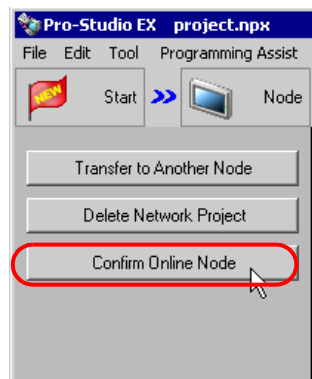 Pro-Studio EX project.npx
File Edit Tool Programming Assist
NEW Start Node
Transfer to Another Node
Delete Network Project
Confirm Online Node